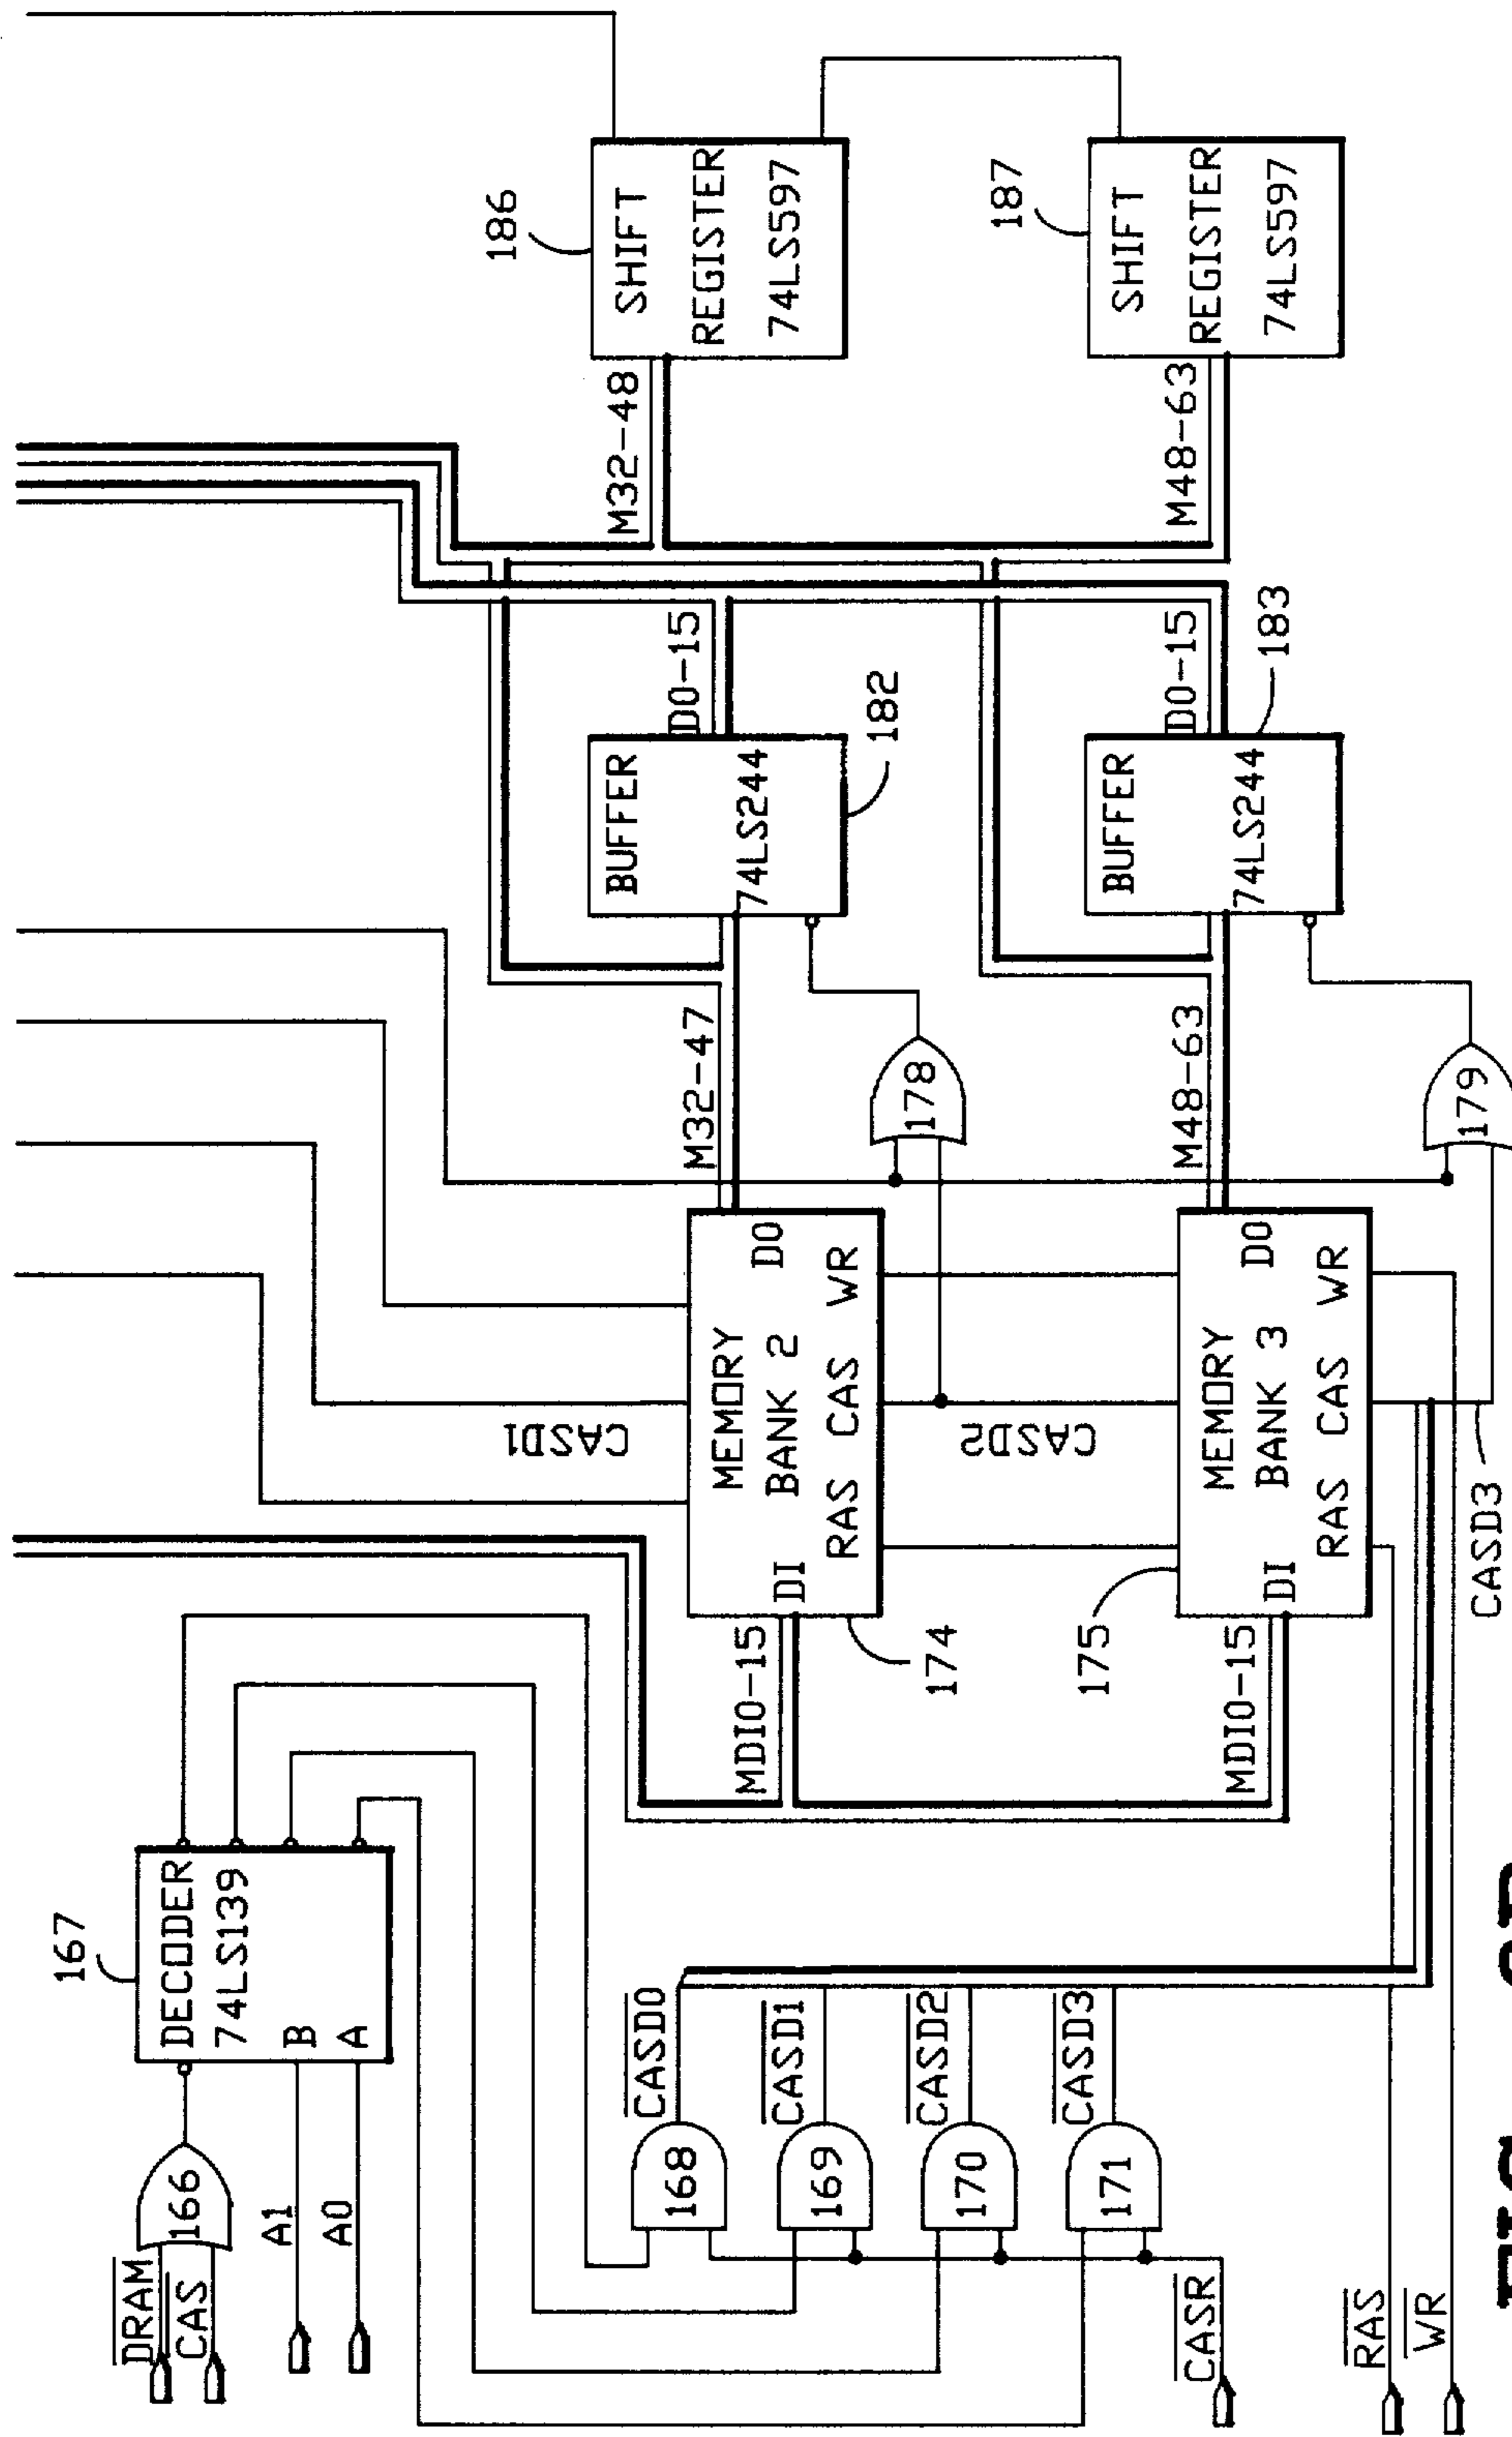 167
DRAM
CAS
166
DECODER
74LS139
A1
B
A0
A
CASD0
168
CASD1
169
CASD2
170
CASD3
171
CASR
RAS
WR
CASD1
MDI0-15
MEMORY
BANK 2
DI
DO
RAS CAS WR
174
CASD2
MDI0-15
MEMORY
BANK 3
DI
DO
RAS CAS WR
175
CASD3
M32-47
178
M48-63
179
BUFFER
74LS244
D0-15
182
BUFFER
74LS244
D0-15
183
M32-48
186
SHIFT
REGISTER
74LS597
M48-63
187
SHIFT
REGISTER
74LS597